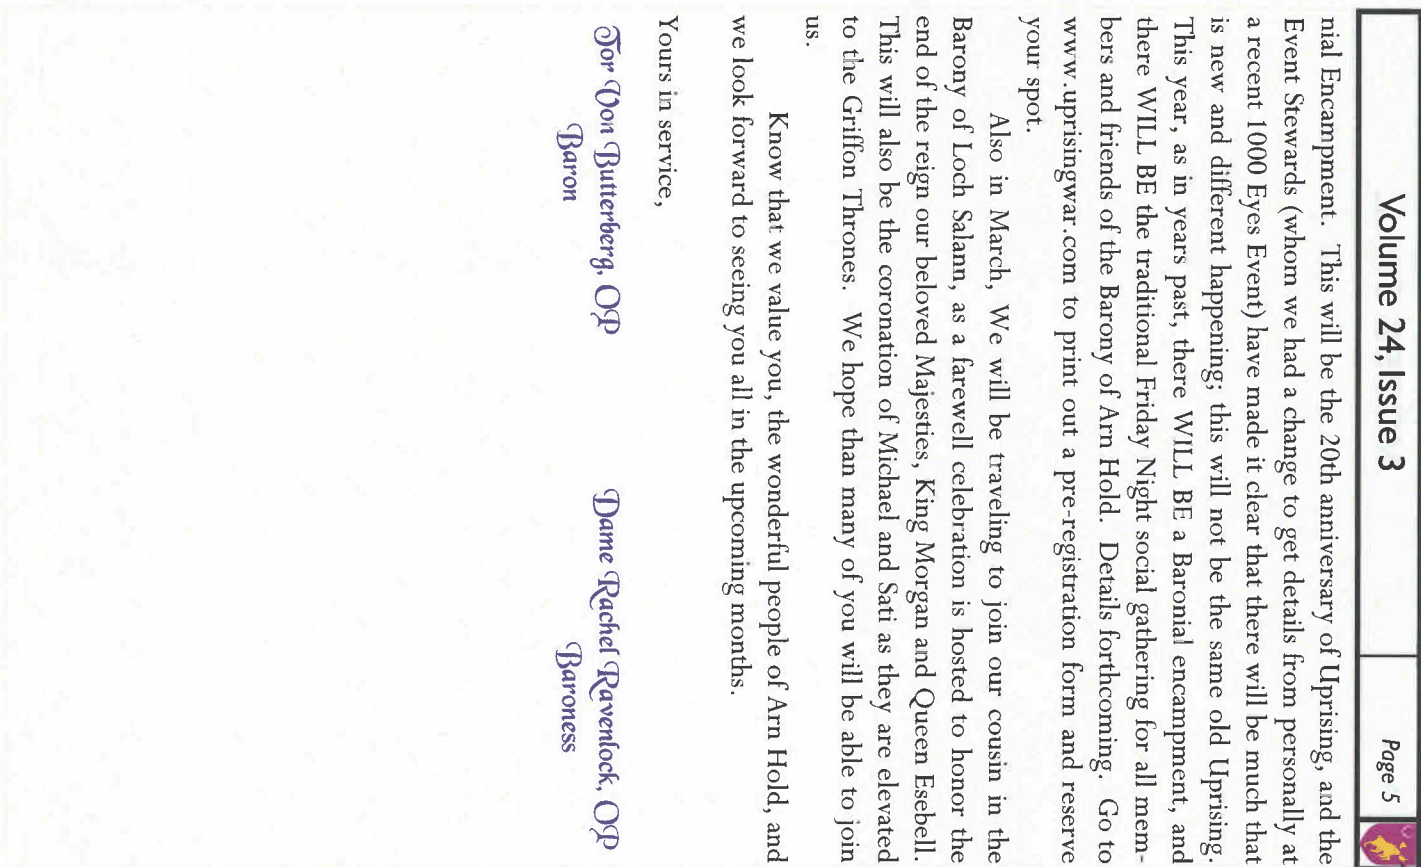 Volume 24, Issue 3
Page 5
nial Encampment. This will be the 20th anniversary of Uprising, and the
Event Stewards (whom we had a change to get details from personally at
a recent 1000 Eyes Event) have made it clear that there will be much that
is new and different happening; this will not be the same old Uprising.
This year, as in years past, there WILL BE a Baronial encampment, and
there WILL BE the traditional Friday Night social gathering for all mem-
bers and friends of the Barony of Arn Hold. Details forthcoming. Go to
www.uprisingwar.com to print out a pre-registration form and reserve
your spot.
Also in March, We will be traveling to join our cousin in the
Barony of Loch Salann, as a farewell celebration is hosted to honor the
end of the reign our beloved Majesties, King Morgan and Queen Esebell.
This will also be the coronation of Michael and Sati as they are elevated
to the Griffon Thrones. We hope than many of you will be able to join
us.
Know that we value you, the wonderful people of Arn Hold, and
we look forward to seeing you all in the upcoming months.
Yours in service,
Tor Von Butterberg, OP
Baron
Dame Rachel Ravenlock, OP
Baroness